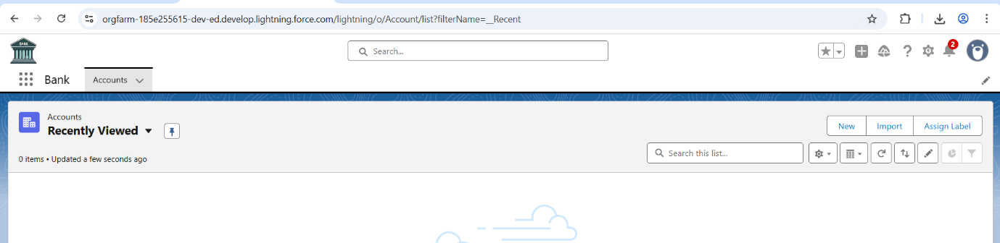 orgfarm-185e255615-dev-ed.develop.lightning.force.com/lightning/o/Account/list?filterName=__Recent
BANK
Search...
2
Bank
Accounts
Accounts
Recently Viewed
New Import Assign Label
0 items • Updated a few seconds ago
Search this list...